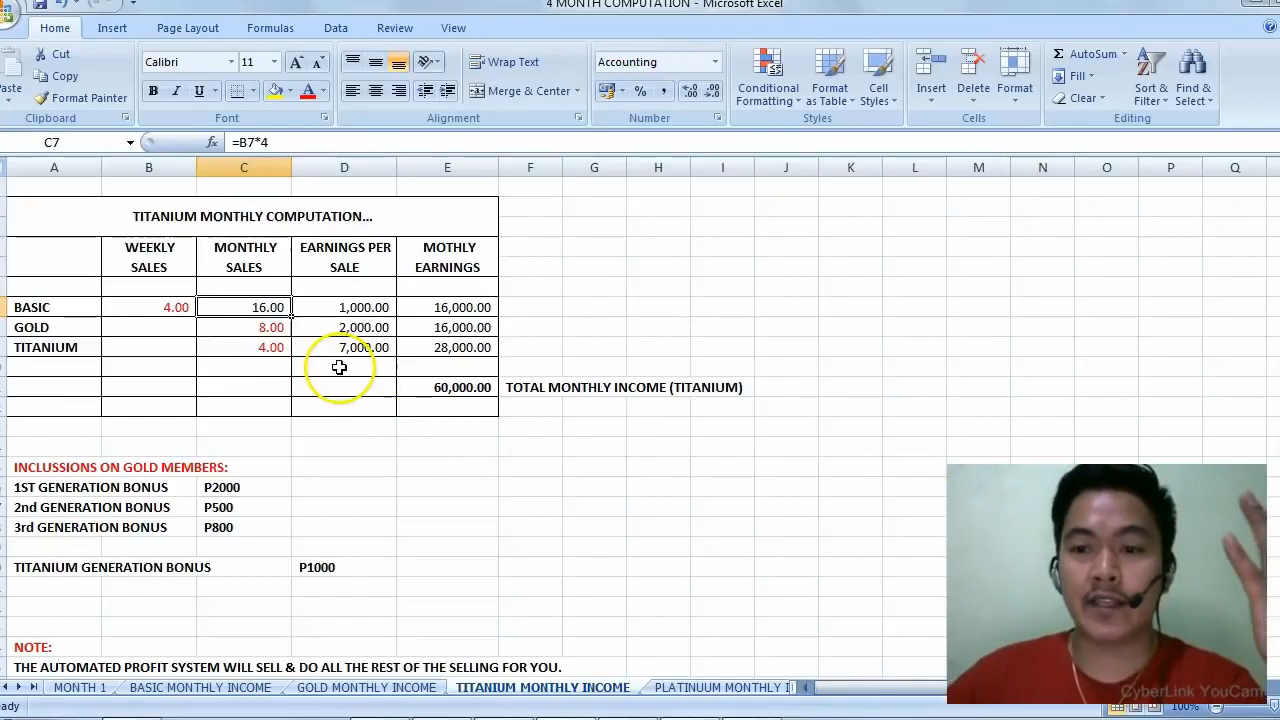 4 MONTH COMPUTATION - Microsoft Excel
Home Insert Page Layout Formulas Data Review View
Cut
Copy
Format Painter
Clipboard
Calibri 11
B I U
Font
Wrap Text
Merge & Center
Alignment
Accounting
% ,
Number
Conditional Formatting
Format as Table
Cell Styles
Styles
Insert Delete Format
Cells
AutoSum
Fill
Clear
Sort & Filter
Find & Select
Editing
C7 fx =B7*4
A B C D E F G H I J K L M N O P Q
TITANIUM MONTHLY COMPUTATION...
WEEKLY SALES MONTHLY SALES EARNINGS PER SALE MOTHLY EARNINGS
BASIC 4.00 16.00 1,000.00 16,000.00
GOLD 8.00 2,000.00 16,000.00
TITANIUM 4.00 7,000.00 28,000.00
60,000.00 TOTAL MONTHLY INCOME (TITANIUM)
INCLUSSIONS ON GOLD MEMBERS:
1ST GENERATION BONUS P2000
2nd GENERATION BONUS P500
3rd GENERATION BONUS P800
TITANIUM GENERATION BONUS P1000
NOTE:
THE AUTOMATED PROFIT SYSTEM WILL SELL & DO ALL THE REST OF THE SELLING FOR YOU.
MONTH 1 BASIC MONTHLY INCOME GOLD MONTHLY INCOME TITANIUM MONTHLY INCOME PLATINUUM MONTHLY I
CyberLink YouCam
100%